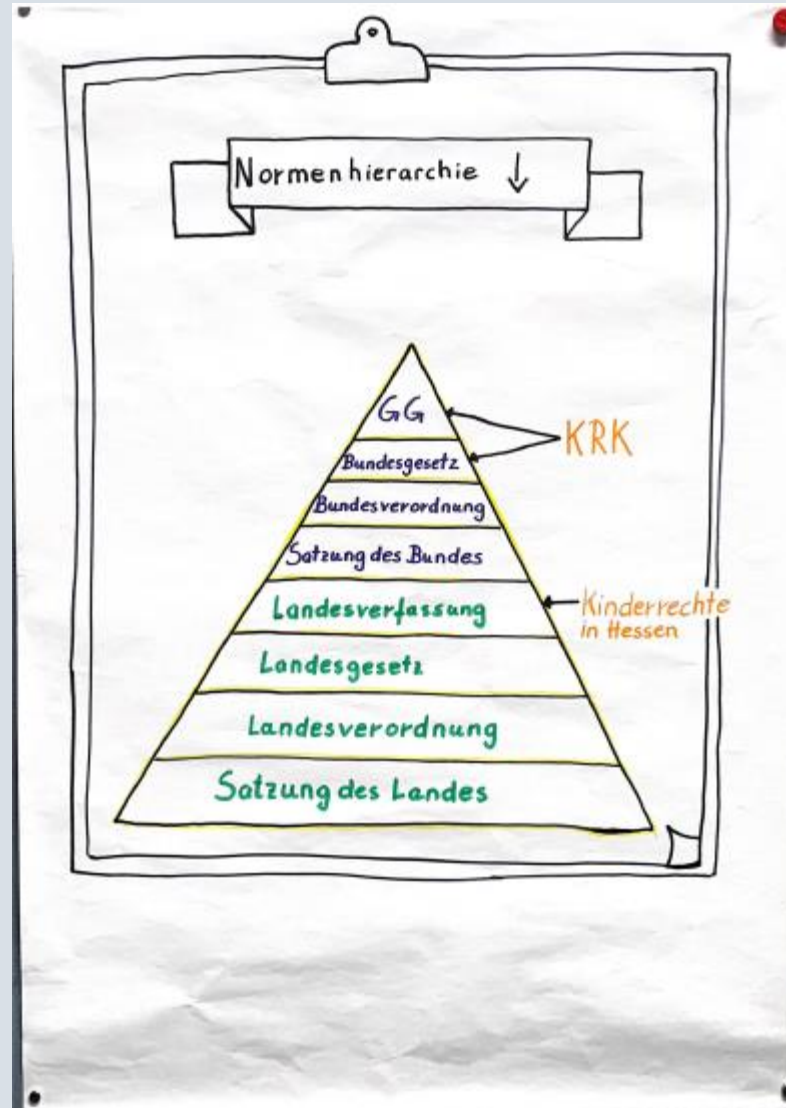 Normenhierarchie ↓
GG
KRK
Bundesgesetz
Bundesverordnung
Satzung des Bundes
Landesverfassung
Kinderrechte
in Hessen
Landesgesetz
Landesverordnung
Satzung des Landes